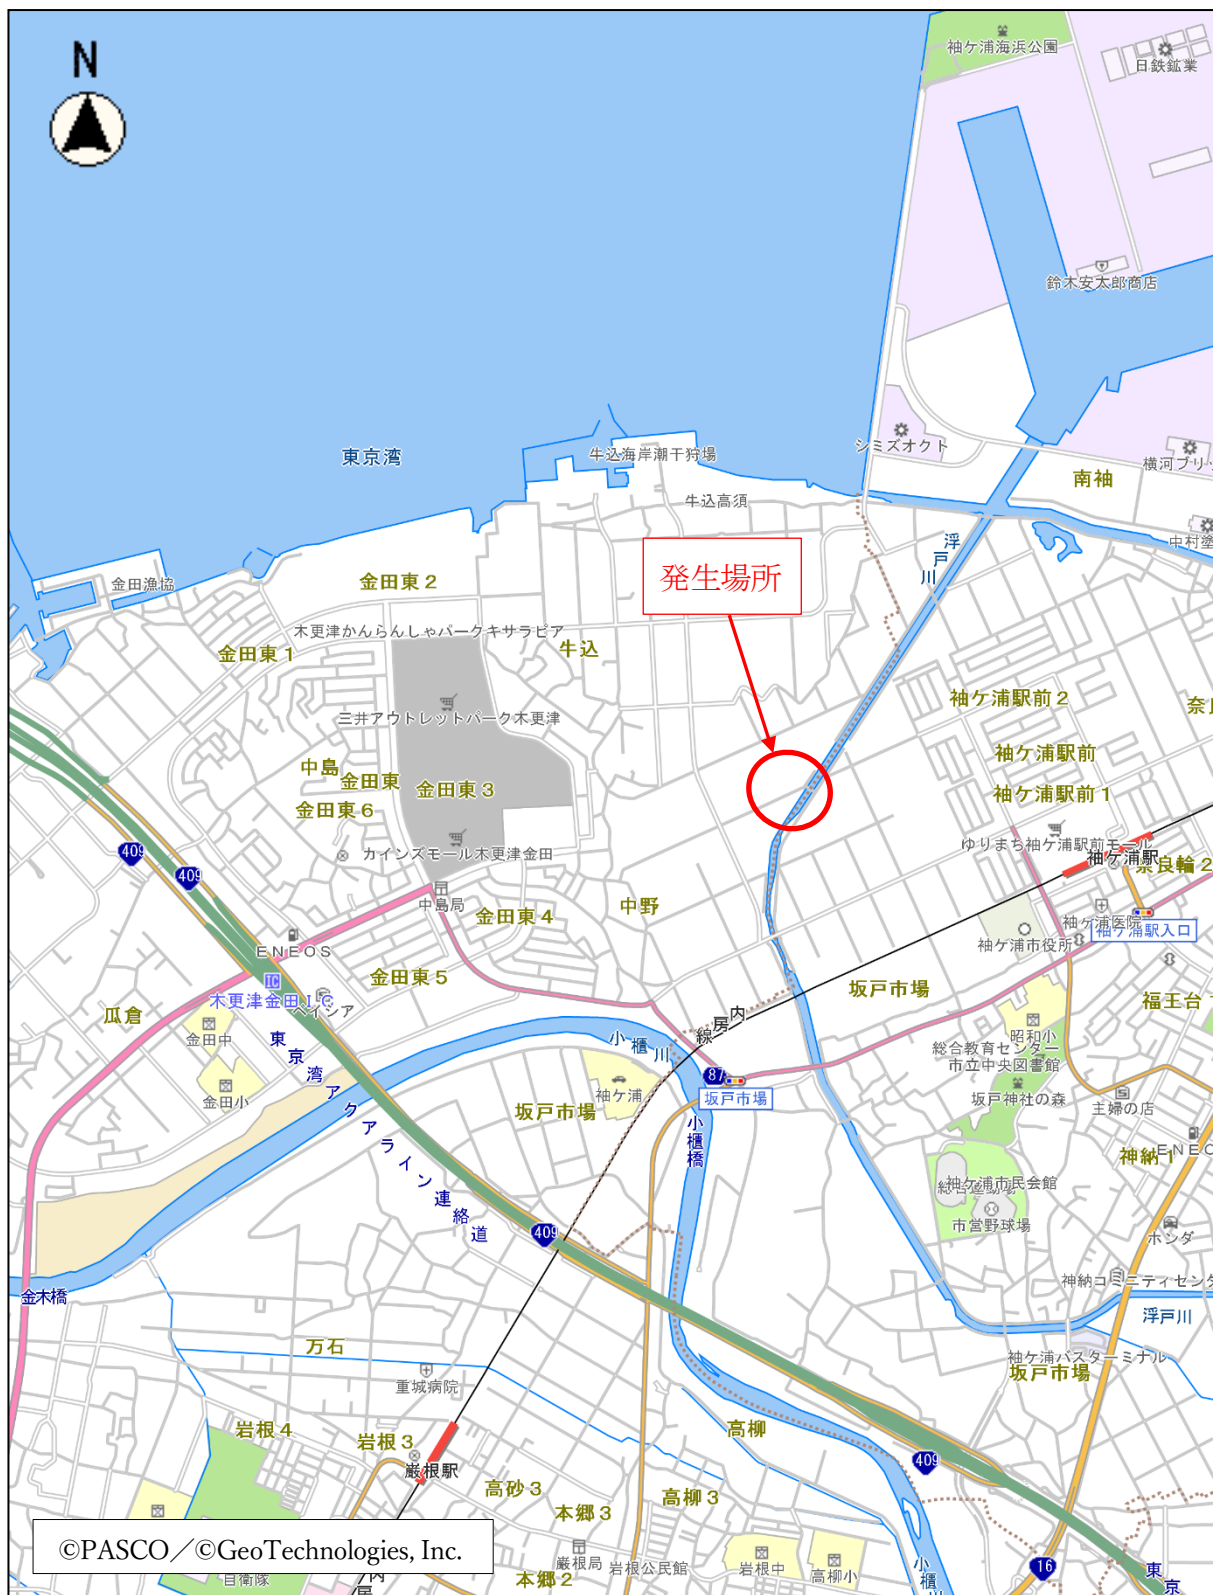 N
袖ケ浦海浜公園
日鉄鉱業
鈴木安太郎商店
シミズオクト
横河ブリッ
南袖
中村塗
東京湾
牛込海岸潮干狩場
牛込高須
浮戸川
発生場所
金田漁協
金田東2
木更津かんらんしゃパークキサラピア
金田東1
牛込
袖ケ浦駅前2
三井アウトレットパーク木更津
袖ケ浦駅前
中島
金田東
金田東3
金田東6
袖ケ浦駅前1
ゆりまち袖ケ浦駅前モール
409
409
カインズモール木更津金田
袖ケ浦駅
奈良輪2
中島局
金田東4
中野
袖ケ浦医院
袖ケ浦駅入口
袖ケ浦市役所
ENEOS
金田東5
IC
木更津金田IC
ベイシア
坂戸市場
福王台
瓜倉
金田中
内房線
小櫃川
昭和小
総合教育センター
市立中央図書館
東京湾アクアライン連絡道
87
坂戸市場
金田小
袖ケ浦
坂戸市場
小櫃橋
坂戸神社の森
主婦の店
神納1
袖ケ浦市民会館
市営野球場
409
ホンダ
神納コミニティセンタ
金木橋
浮戸川
万石
袖ケ浦バスターミナル
坂戸市場
重城病院
岩根4
岩根3
高柳
巌根駅
409
高砂3
高柳3
本郷3
©PASCO／©GeoTechnologies, Inc.
巌根局
岩根公民館
岩根中
高柳小
小櫃川
16
東京
自衛隊
本郷2